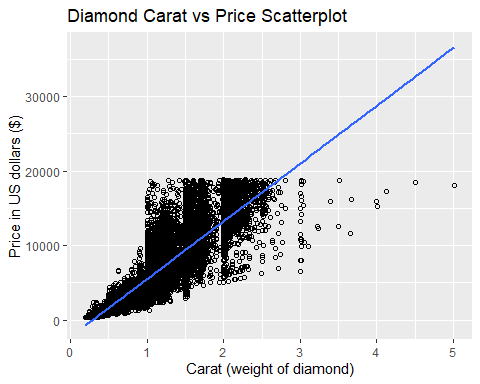 Diamond Carat vs Price Scatterplot
Price in US dollars ($)
30000
20000
10000
0
0 1 2 3 4 5
Carat (weight of diamond)